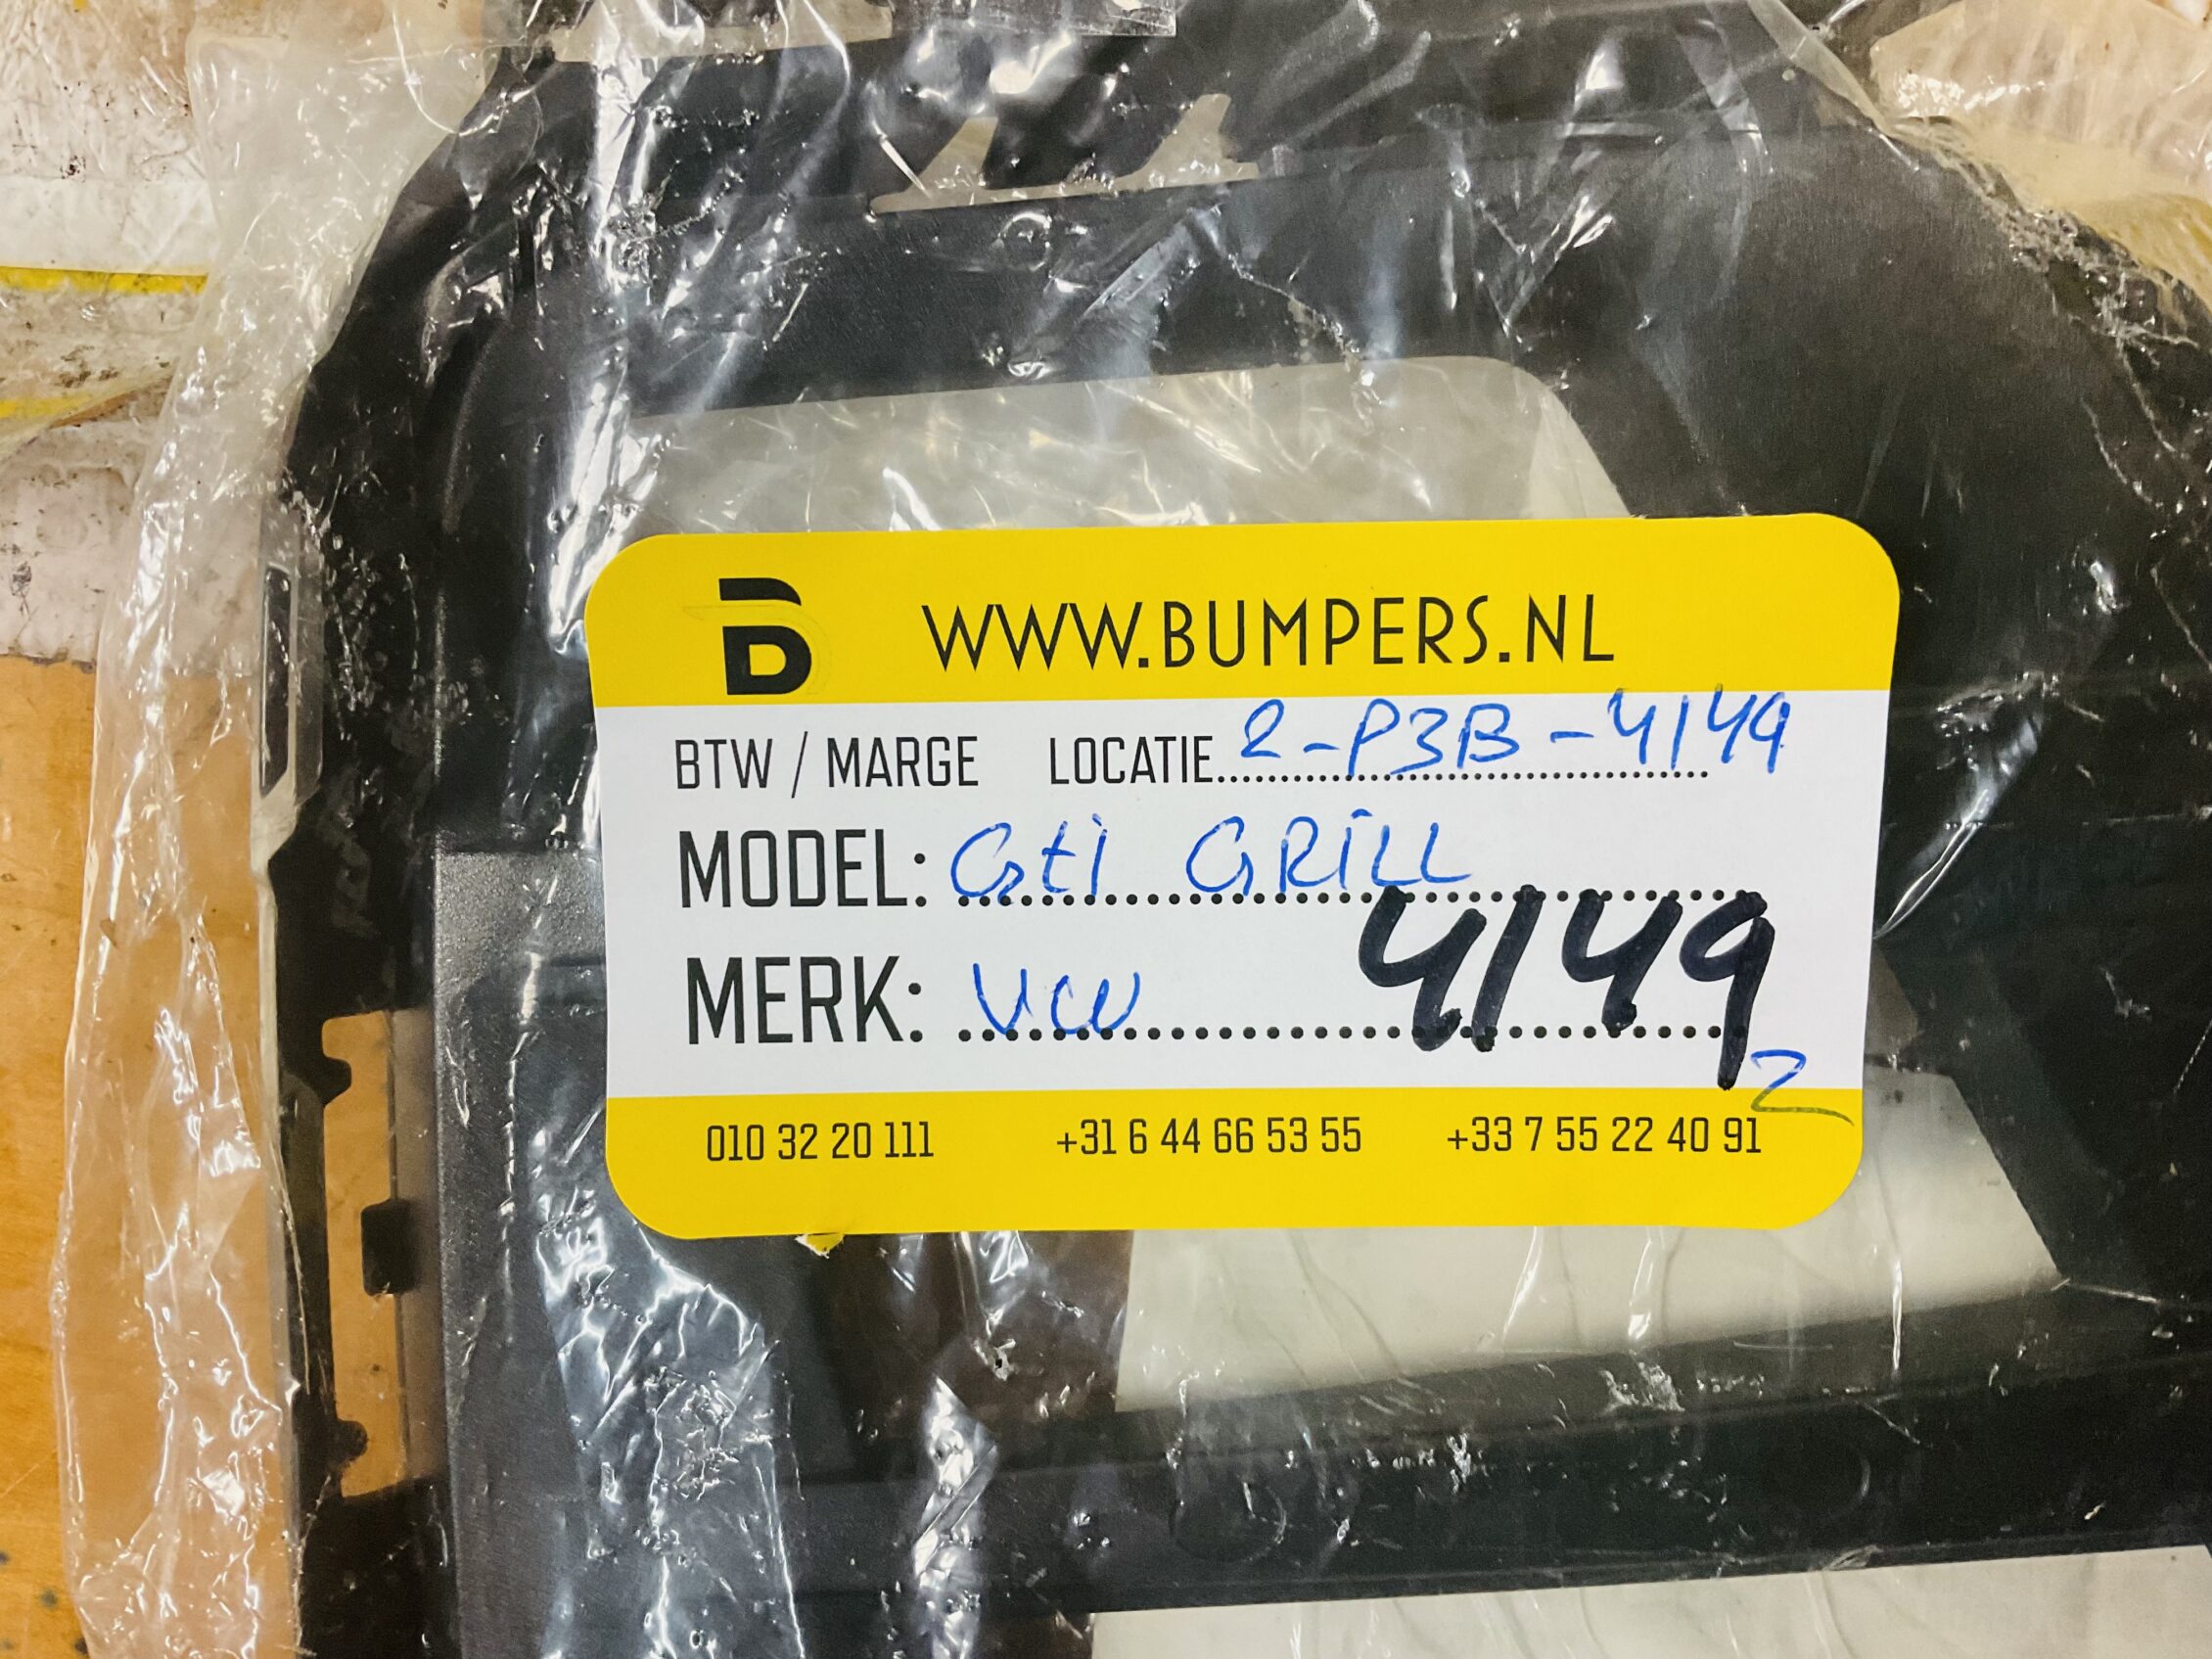 B WWW.BUMPERS.NL
BTW / MARGE LOCATIE 2-P3B-4149
MODEL: Gti GRILL
4149
MERK: VW
2
010 32 20 111 +31 6 44 66 53 55 +33 7 55 22 40 91